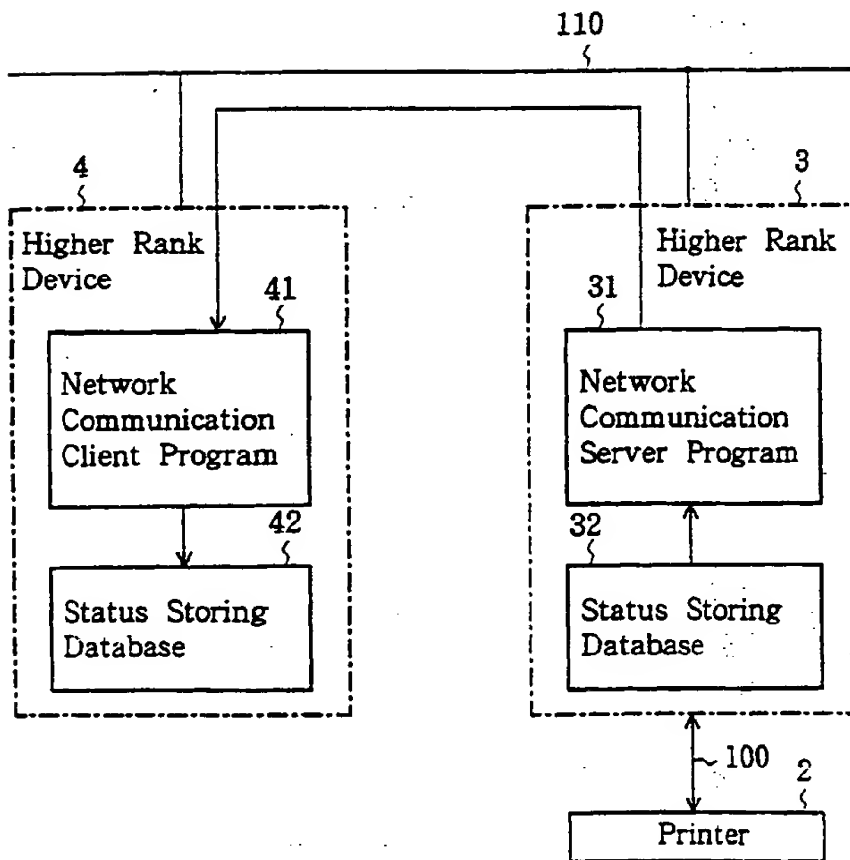 110
4
3
Higher Rank
Device
Higher Rank
Device
41
31
Network
Communication
Client Program
Network
Communication
Server Program
42
32
Status Storing
Database
Status Storing
Database
100
2
Printer